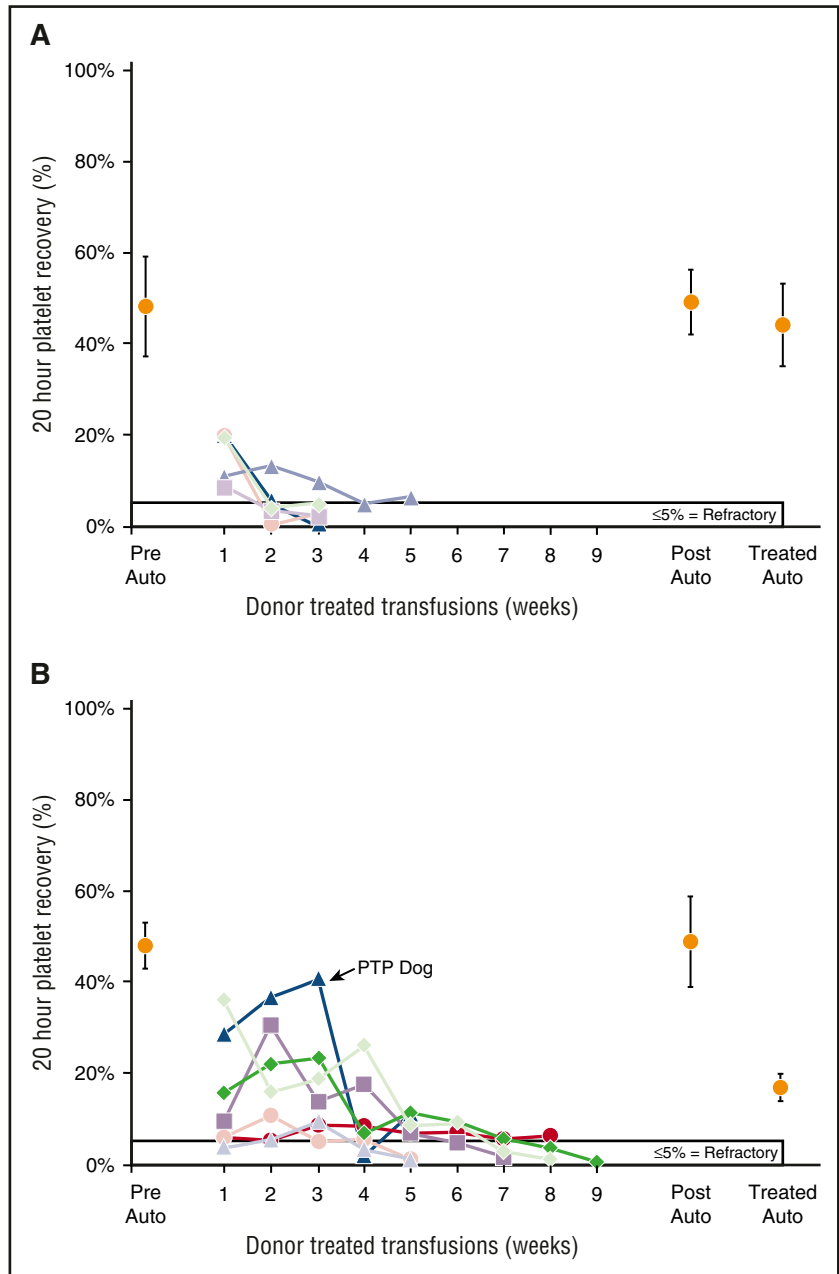 A
100%
80%
60%
40%
20%
0%
20 hour platelet recovery (%)
≤5% = Refractory
Pre
Auto
1 2 3 4 5 6 7 8 9
Post
Auto
Treated
Auto
Donor treated transfusions (weeks)
B
100%
80%
60%
40%
20%
0%
20 hour platelet recovery (%)
PTP Dog
≤5% = Refractory
Pre
Auto
1 2 3 4 5 6 7 8 9
Post
Auto
Treated
Auto
Donor treated transfusions (weeks)